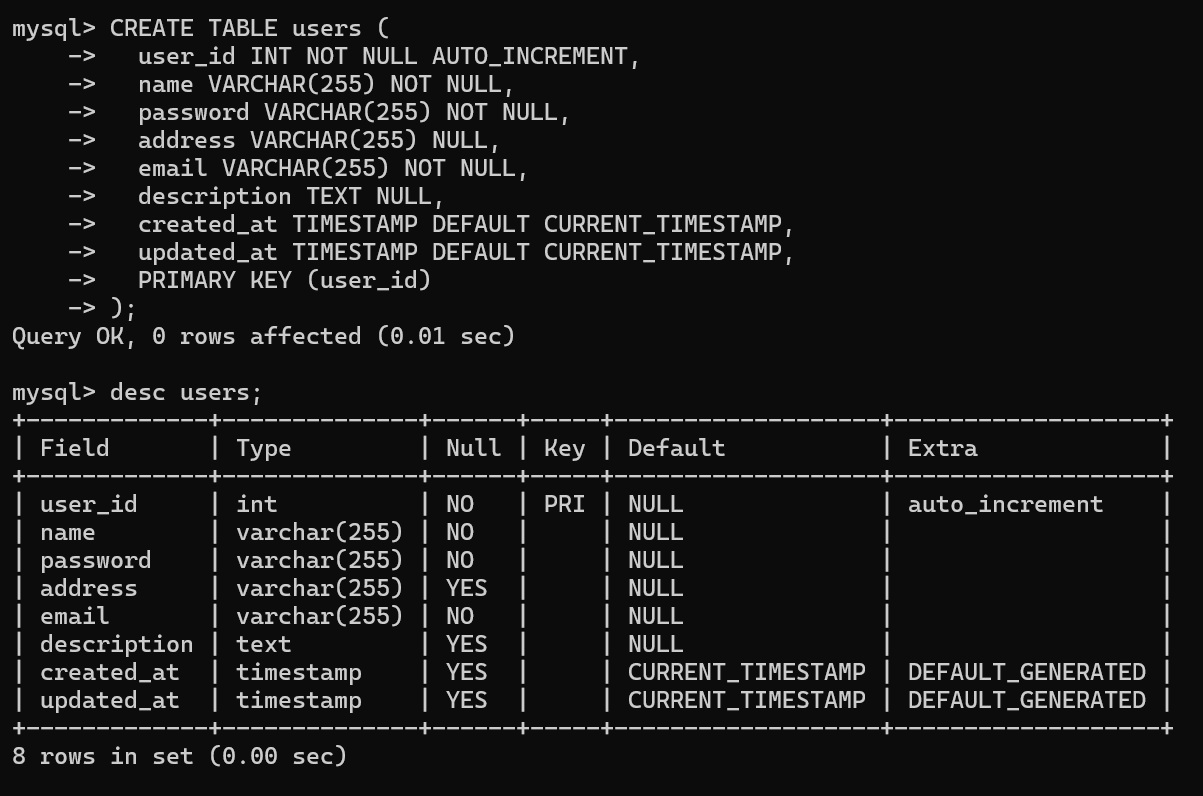 mysql> CREATE TABLE users (
    ->   user_id INT NOT NULL AUTO_INCREMENT,
    ->   name VARCHAR(255) NOT NULL,
    ->   password VARCHAR(255) NOT NULL,
    ->   address VARCHAR(255) NULL,
    ->   email VARCHAR(255) NOT NULL,
    ->   description TEXT NULL,
    ->   created_at TIMESTAMP DEFAULT CURRENT_TIMESTAMP,
    ->   updated_at TIMESTAMP DEFAULT CURRENT_TIMESTAMP,
    ->   PRIMARY KEY (user_id)
    -> );
Query OK, 0 rows affected (0.01 sec)

mysql> desc users;
+-------------+--------------+------+-----+-------------------+-------------------+
| Field       | Type         | Null | Key | Default           | Extra             |
+-------------+--------------+------+-----+-------------------+-------------------+
| user_id     | int          | NO   | PRI | NULL              | auto_increment    |
| name        | varchar(255) | NO   |     | NULL              |                   |
| password    | varchar(255) | NO   |     | NULL              |                   |
| address     | varchar(255) | YES  |     | NULL              |                   |
| email       | varchar(255) | NO   |     | NULL              |                   |
| description | text         | YES  |     | NULL              |                   |
| created_at  | timestamp    | YES  |     | CURRENT_TIMESTAMP | DEFAULT_GENERATED |
| updated_at  | timestamp    | YES  |     | CURRENT_TIMESTAMP | DEFAULT_GENERATED |
+-------------+--------------+------+-----+-------------------+-------------------+
8 rows in set (0.00 sec)